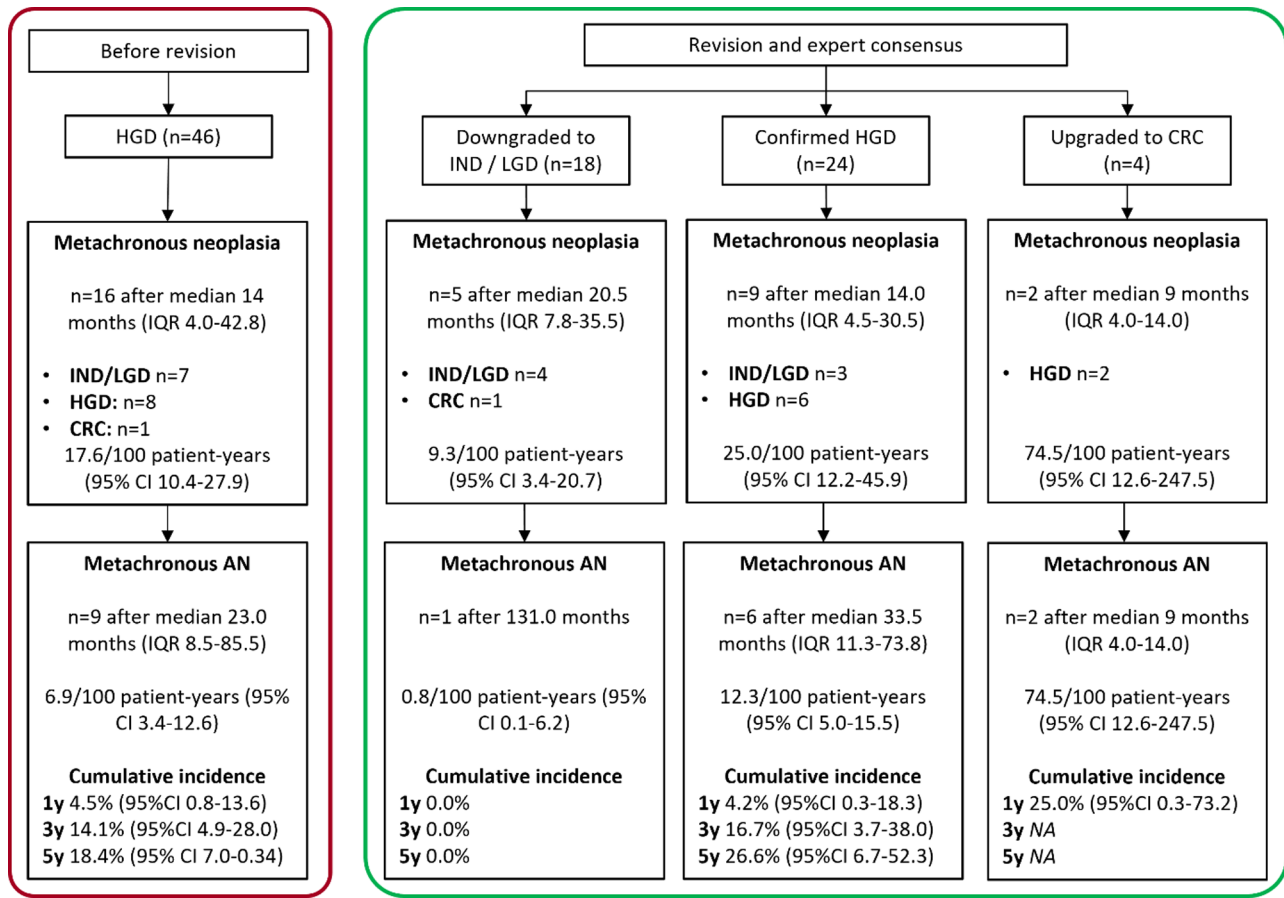 Before revision
HGD (n=46)
Metachronous neoplasia
n=16 after median 14
months (IQR 4.0-42.8)
• IND/LGD n=7
• HGD: n=8
• CRC: n=1
17.6/100 patient-years
(95% CI 10.4-27.9)
Metachronous AN
n=9 after median 23.0
months (IQR 8.5-85.5)
6.9/100 patient-years (95%
CI 3.4-12.6)
Cumulative incidence
1y 4.5% (95%CI 0.8-13.6)
3y 14.1% (95%CI 4.9-28.0)
5y 18.4% (95% CI 7.0-0.34)
Revision and expert consensus
Downgraded to
IND / LGD (n=18)
Metachronous neoplasia
n=5 after median 20.5
months (IQR 7.8-35.5)
• IND/LGD n=4
• CRC n=1
9.3/100 patient-years
(95% CI 3.4-20.7)
Metachronous AN
n=1 after 131.0 months
0.8/100 patient-years (95%
CI 0.1-6.2)
Cumulative incidence
1y 0.0%
3y 0.0%
5y 0.0%
Confirmed HGD
(n=24)
Metachronous neoplasia
n=9 after median 14.0
months (IQR 4.5-30.5)
• IND/LGD n=3
• HGD n=6
25.0/100 patient-years
(95% CI 12.2-45.9)
Metachronous AN
n=6 after median 33.5
months (IQR 11.3-73.8)
12.3/100 patient-years
(95% CI 5.0-15.5)
Cumulative incidence
1y 4.2% (95%CI 0.3-18.3)
3y 16.7% (95%CI 3.7-38.0)
5y 26.6% (95%CI 6.7-52.3)
Upgraded to CRC
(n=4)
Metachronous neoplasia
n=2 after median 9 months
(IQR 4.0-14.0)
• HGD n=2
74.5/100 patient-years
(95% CI 12.6-247.5)
Metachronous AN
n=2 after median 9 months
(IQR 4.0-14.0)
74.5/100 patient-years
(95% CI 12.6-247.5)
Cumulative incidence
1y 25.0% (95%CI 0.3-73.2)
3y NA
5y NA